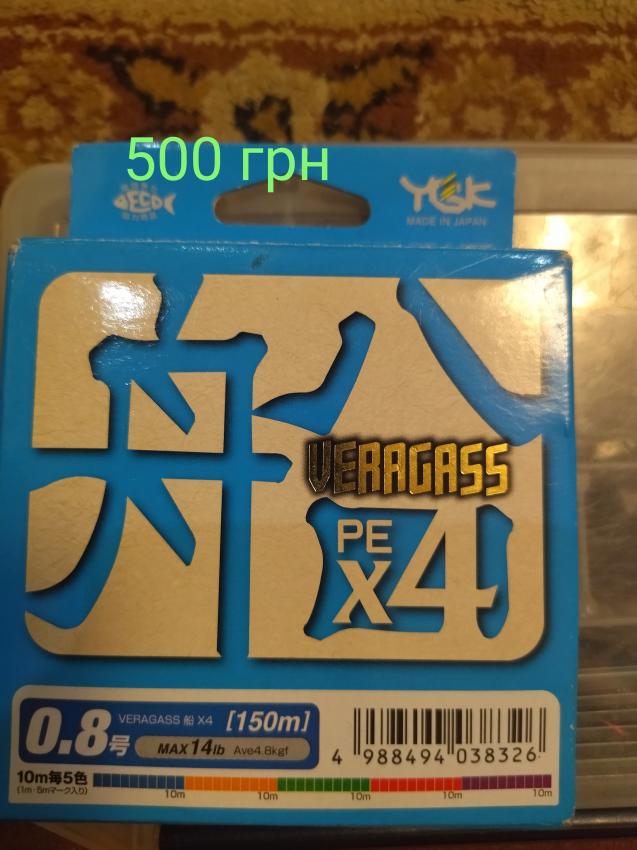 500 грн
ECO
YGK
MADE IN JAPAN
船
VERAGASS
PE
X4
0.8号
VERAGASS 船 X4 [150m]
MAX 14lb Ave4.8kgf
4 988494 038326
10m毎5色
(1m・5mマーク入り)
10m 10m 10m 10m 10m